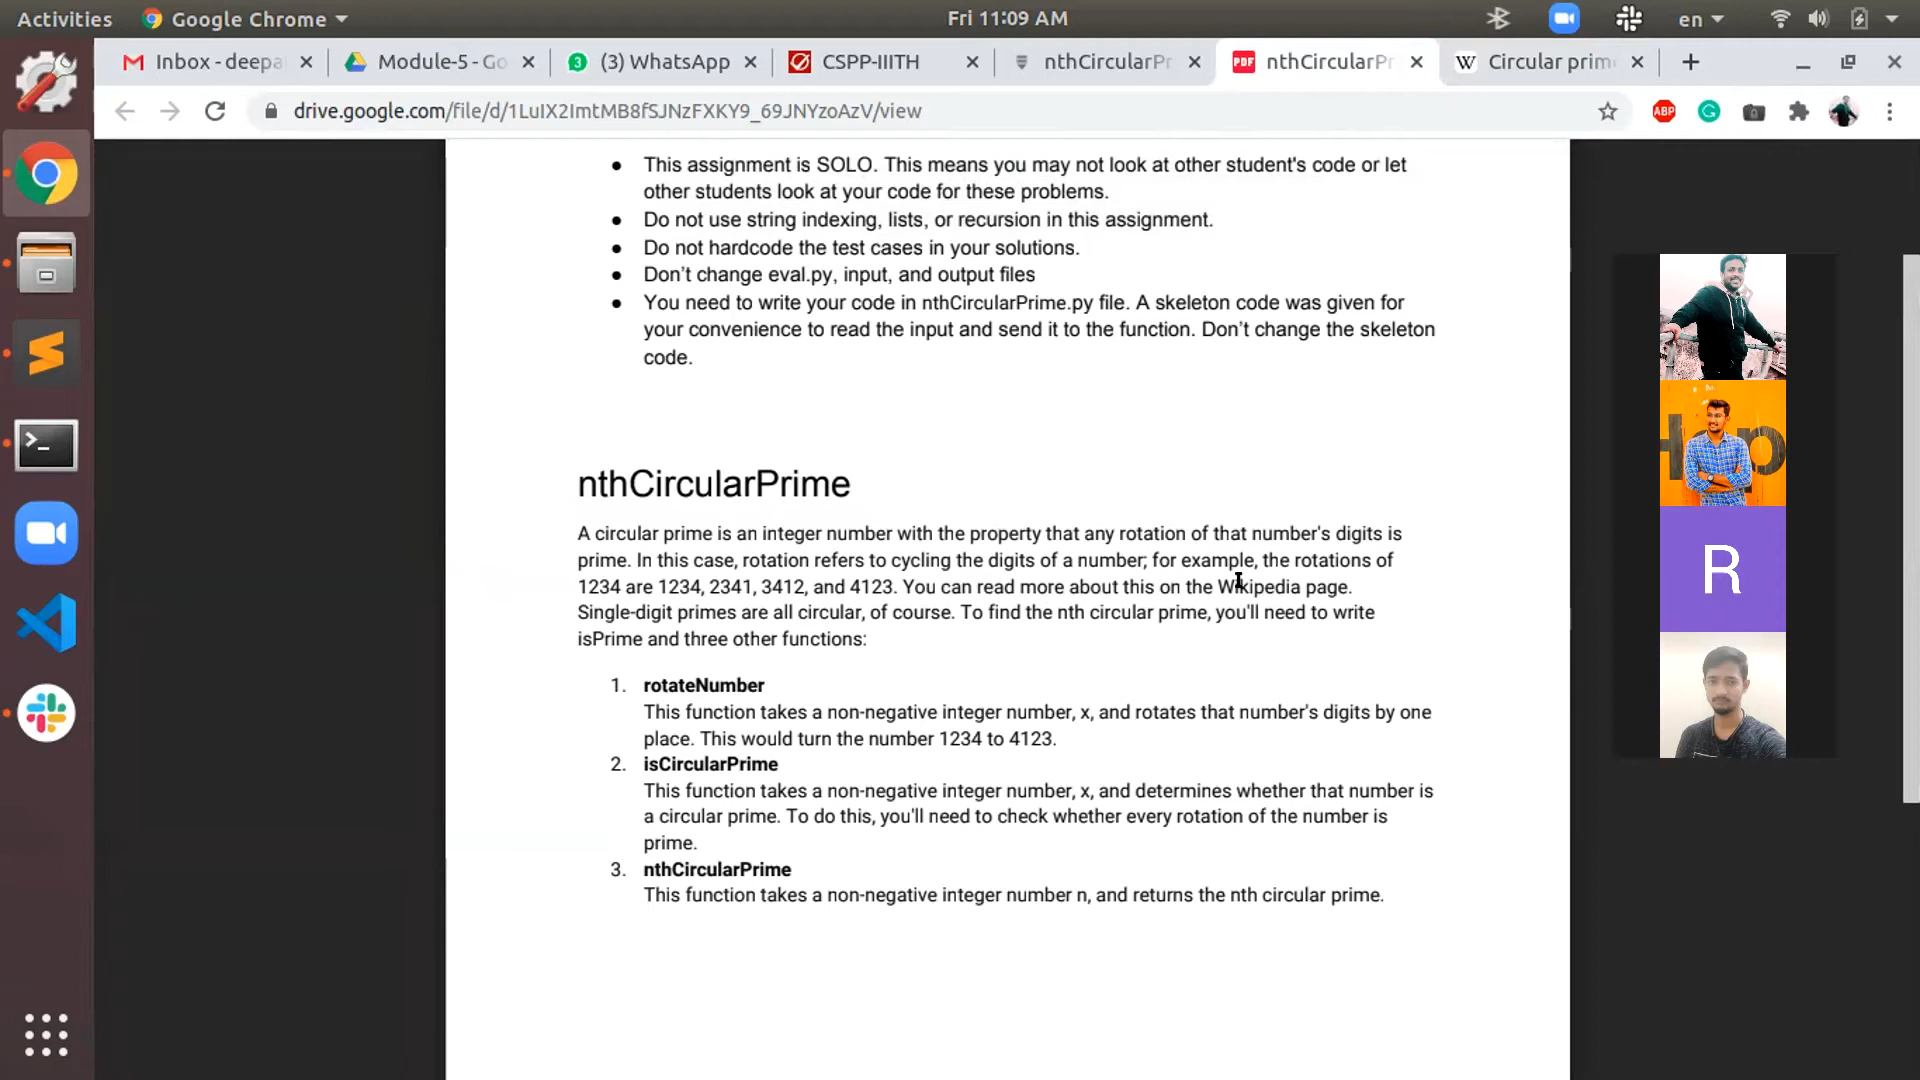 Activities Google Chrome Fri 11:09 AM en
Inbox - deepa Module-5 - Go (3) WhatsApp CSPP-IIITH nthCircularPr nthCircularPr Circular prim
drive.google.com/file/d/1LuIX2ImtMB8fSJNzFXKY9_69JNYzoAzV/view
This assignment is SOLO. This means you may not look at other student's code or let
other students look at your code for these problems.
Do not use string indexing, lists, or recursion in this assignment.
Do not hardcode the test cases in your solutions.
Don't change eval.py, input, and output files
You need to write your code in nthCircularPrime.py file. A skeleton code was given for
your convenience to read the input and send it to the function. Don't change the skeleton
code.
nthCircularPrime
A circular prime is an integer number with the property that any rotation of that number's digits is
prime. In this case, rotation refers to cycling the digits of a number; for example, the rotations of
1234 are 1234, 2341, 3412, and 4123. You can read more about this on the Wikipedia page.
Single-digit primes are all circular, of course. To find the nth circular prime, you'll need to write
isPrime and three other functions:
1. rotateNumber
This function takes a non-negative integer number, x, and rotates that number's digits by one
place. This would turn the number 1234 to 4123.
2. isCircularPrime
This function takes a non-negative integer number, x, and determines whether that number is
a circular prime. To do this, you'll need to check whether every rotation of the number is
prime.
3. nthCircularPrime
This function takes a non-negative integer number n, and returns the nth circular prime.
R